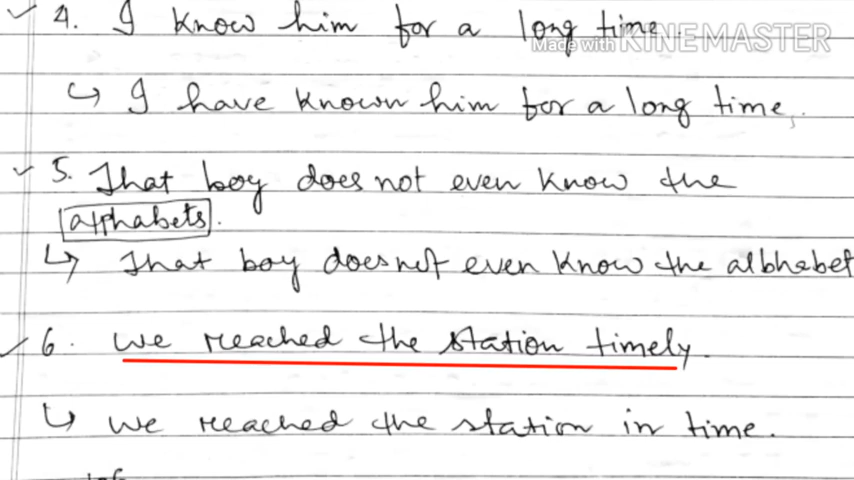 4. I know him for a long time.
Made with KINEMASTER
↳ I have known him for a long time.
5. That boy does not even know the
alphabets.
↳ That boy does not even know the albhabet
6. We reached the station timely.
↳ We reached the station in time.